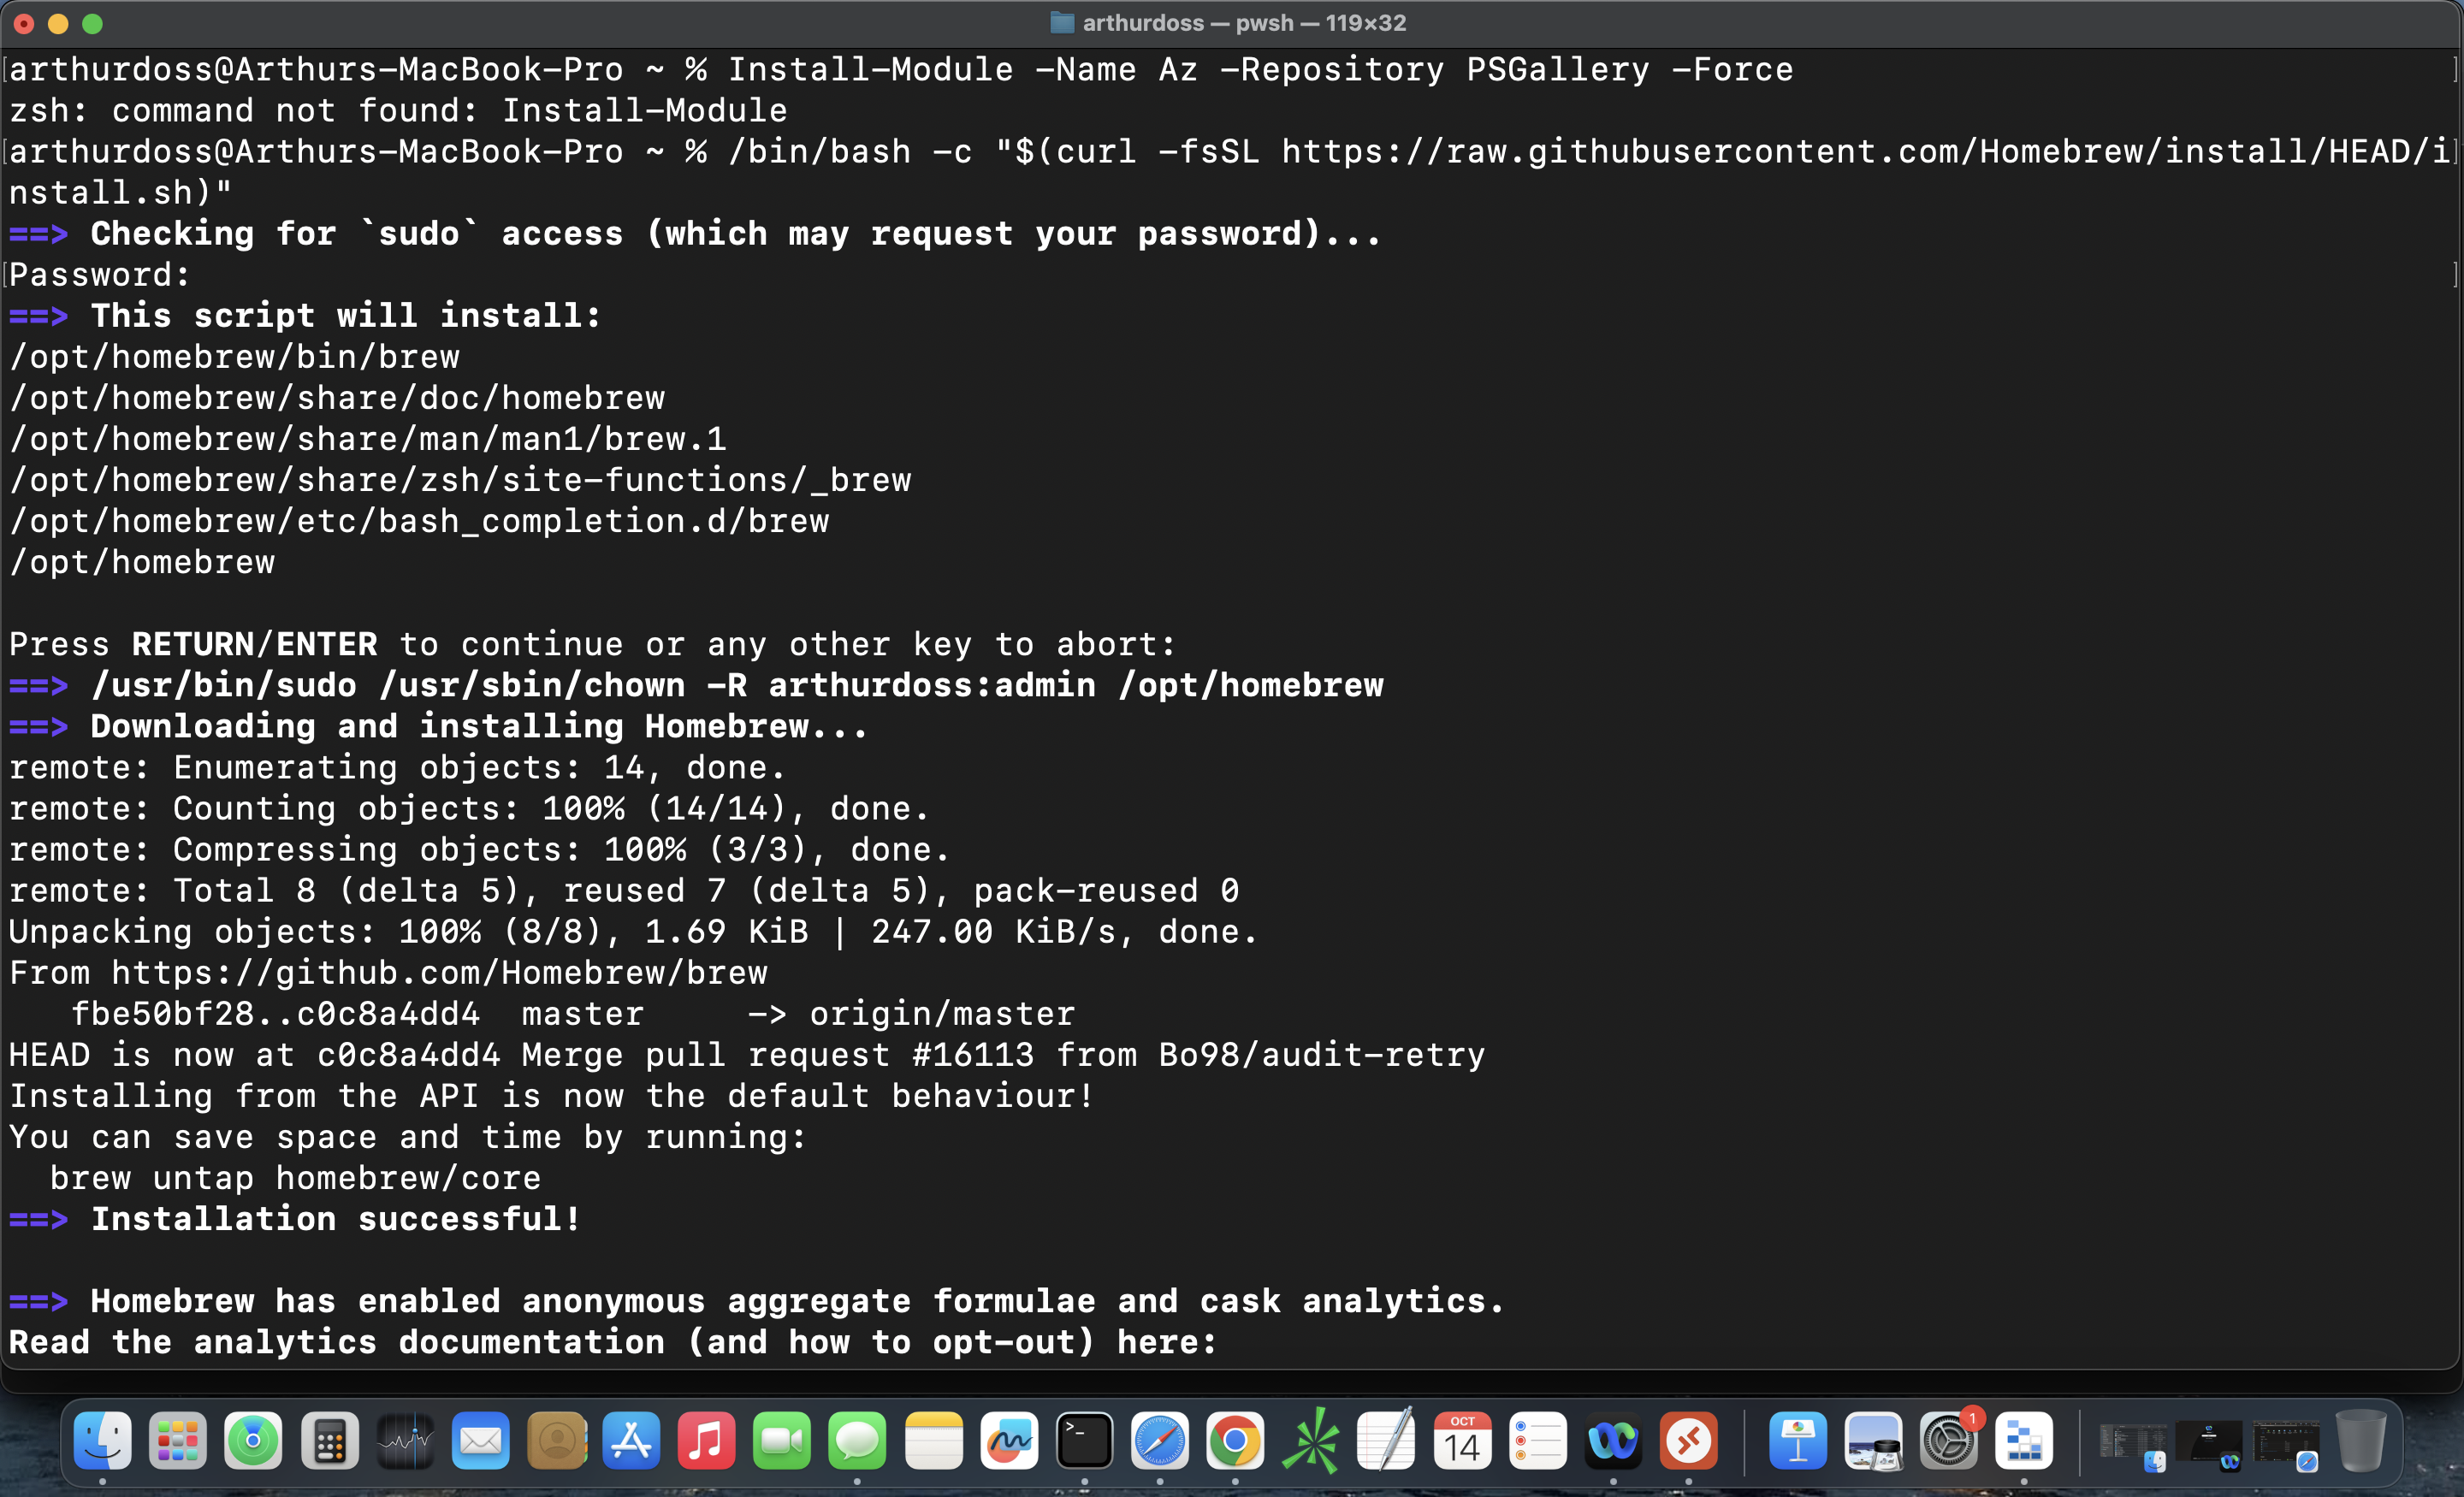 arthurdoss — pwsh — 119×32
[arthurdoss@Arthurs-MacBook-Pro ~ % Install-Module -Name Az -Repository PSGallery -Force ]
zsh: command not found: Install-Module
[arthurdoss@Arthurs-MacBook-Pro ~ % /bin/bash -c "$(curl -fsSL https://raw.githubusercontent.com/Homebrew/install/HEAD/i]
nstall.sh)"
==> Checking for `sudo` access (which may request your password)...
[Password: ]
==> This script will install:
/opt/homebrew/bin/brew
/opt/homebrew/share/doc/homebrew
/opt/homebrew/share/man/man1/brew.1
/opt/homebrew/share/zsh/site-functions/_brew
/opt/homebrew/etc/bash_completion.d/brew
/opt/homebrew
Press RETURN/ENTER to continue or any other key to abort:
==> /usr/bin/sudo /usr/sbin/chown -R arthurdoss:admin /opt/homebrew
==> Downloading and installing Homebrew...
remote: Enumerating objects: 14, done.
remote: Counting objects: 100% (14/14), done.
remote: Compressing objects: 100% (3/3), done.
remote: Total 8 (delta 5), reused 7 (delta 5), pack-reused 0
Unpacking objects: 100% (8/8), 1.69 KiB | 247.00 KiB/s, done.
From https://github.com/Homebrew/brew
   fbe50bf28..c0c8a4dd4  master     -> origin/master
HEAD is now at c0c8a4dd4 Merge pull request #16113 from Bo98/audit-retry
Installing from the API is now the default behaviour!
You can save space and time by running:
  brew untap homebrew/core
==> Installation successful!
==> Homebrew has enabled anonymous aggregate formulae and cask analytics.
Read the analytics documentation (and how to opt-out) here:
>_
OCT
14
1